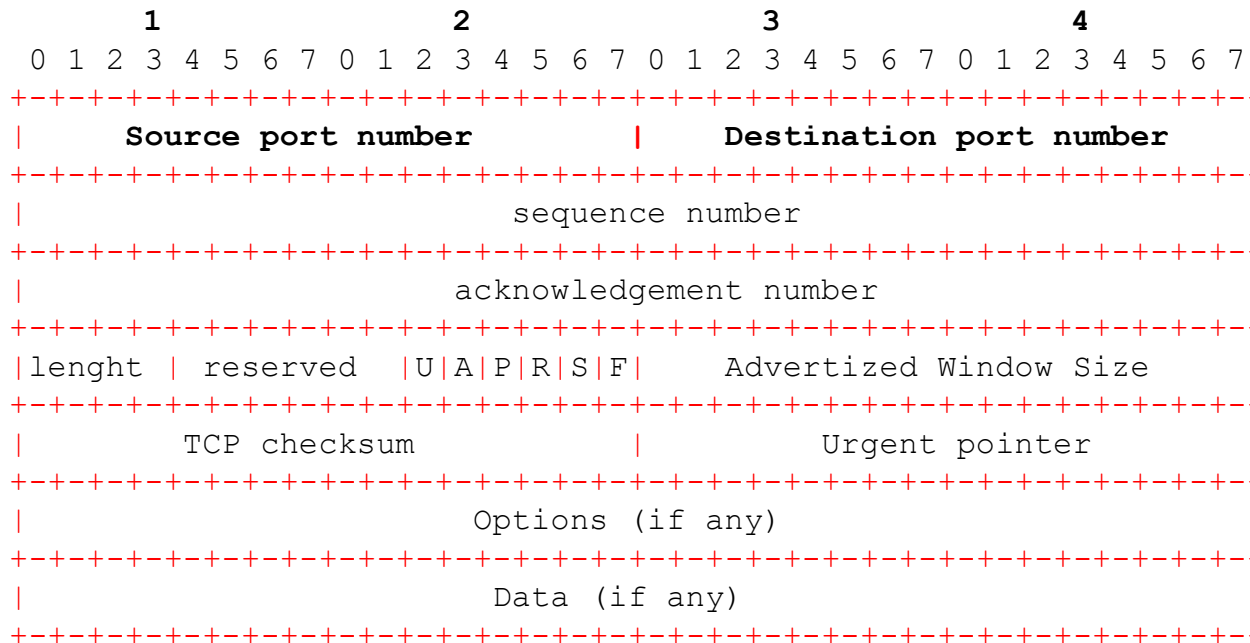 1 2 3 4
0 1 2 3 4 5 6 7 0 1 2 3 4 5 6 7 0 1 2 3 4 5 6 7 0 1 2 3 4 5 6 7
+-+-+-+-+-+-+-+-+-+-+-+-+-+-+-+-+-+-+-+-+-+-+-+-+-+-+-+-+-+-+-+-+-
| Source port number | Destination port number
+-+-+-+-+-+-+-+-+-+-+-+-+-+-+-+-+-+-+-+-+-+-+-+-+-+-+-+-+-+-+-+-+-
| sequence number
+-+-+-+-+-+-+-+-+-+-+-+-+-+-+-+-+-+-+-+-+-+-+-+-+-+-+-+-+-+-+-+-+-
| acknowledgement number
+-+-+-+-+-+-+-+-+-+-+-+-+-+-+-+-+-+-+-+-+-+-+-+-+-+-+-+-+-+-+-+-+-
|lenght | reserved |U|A|P|R|S|F| Advertized Window Size
+-+-+-+-+-+-+-+-+-+-+-+-+-+-+-+-+-+-+-+-+-+-+-+-+-+-+-+-+-+-+-+-+-
| TCP checksum | Urgent pointer
+-+-+-+-+-+-+-+-+-+-+-+-+-+-+-+-+-+-+-+-+-+-+-+-+-+-+-+-+-+-+-+-+-
| Options (if any)
+-+-+-+-+-+-+-+-+-+-+-+-+-+-+-+-+-+-+-+-+-+-+-+-+-+-+-+-+-+-+-+-+-
| Data (if any)
+-+-+-+-+-+-+-+-+-+-+-+-+-+-+-+-+-+-+-+-+-+-+-+-+-+-+-+-+-+-+-+-+-